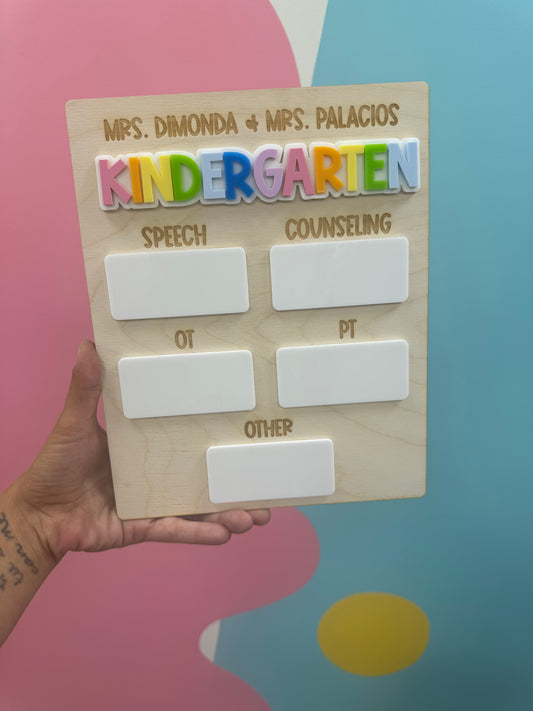 MRS. DIMONDA & MRS. PALACIOS
KINDERGARTEN
SPEECH
COUNSELING
OT
PT
OTHER